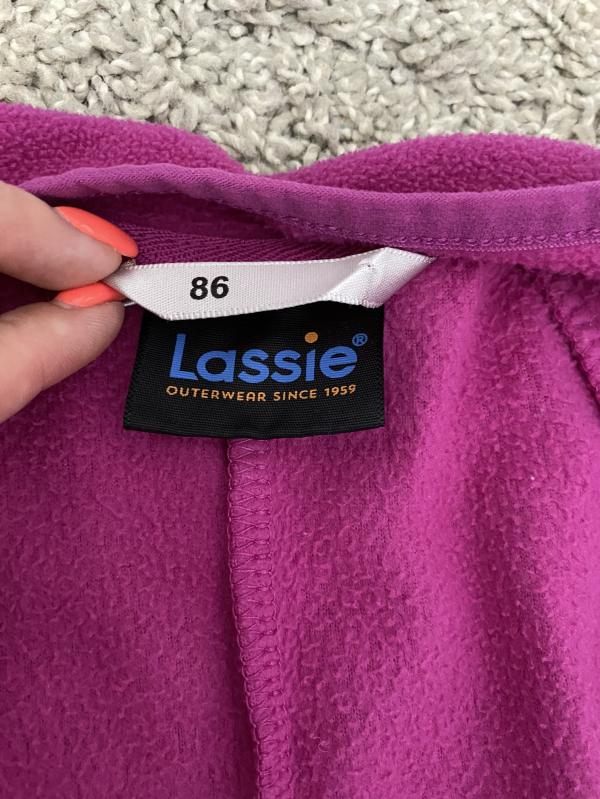 86
Lassie®
OUTERWEAR SINCE 1959